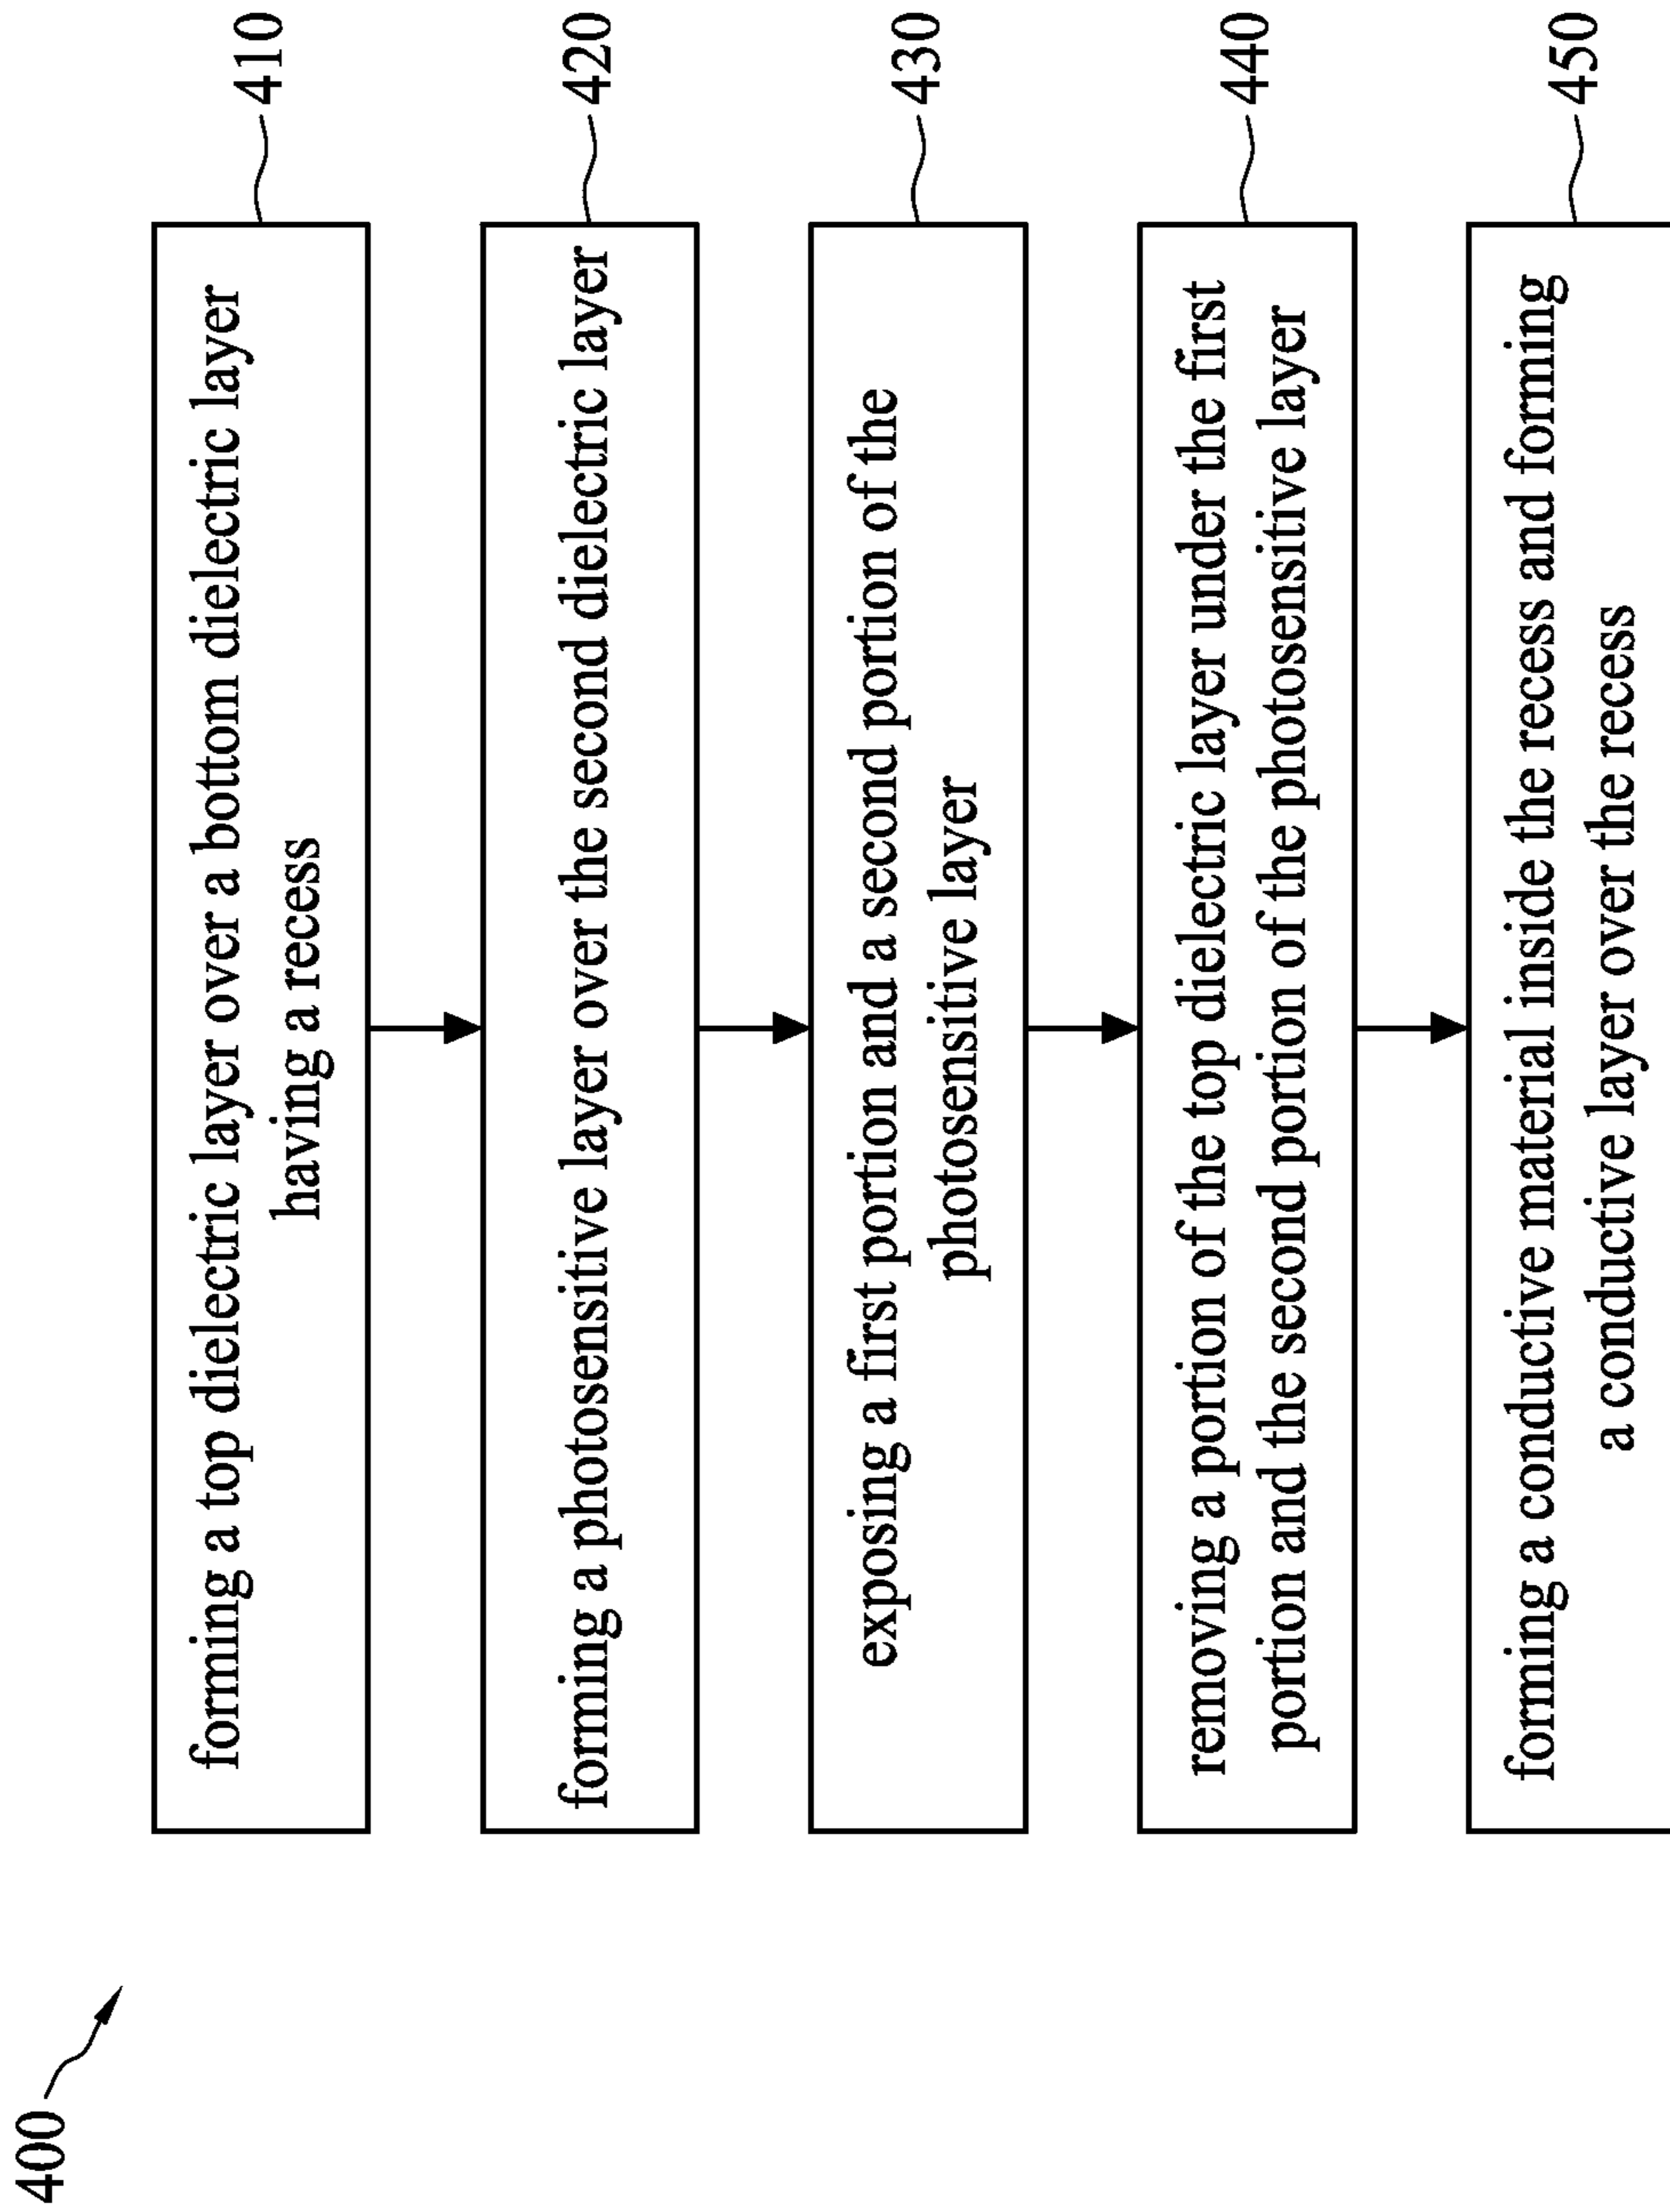 400
forming a top dielectric layer over a bottom dielectric layer
having a recess
410
forming a photosensitive layer over the second dielectric layer
420
exposing a first portion and a second portion of the
photosensitive layer
430
removing a portion of the top dielectric layer under the first
portion and the second portion of the photosensitive layer
440
forming a conductive material inside the recess and forming
a conductive layer over the recess
450